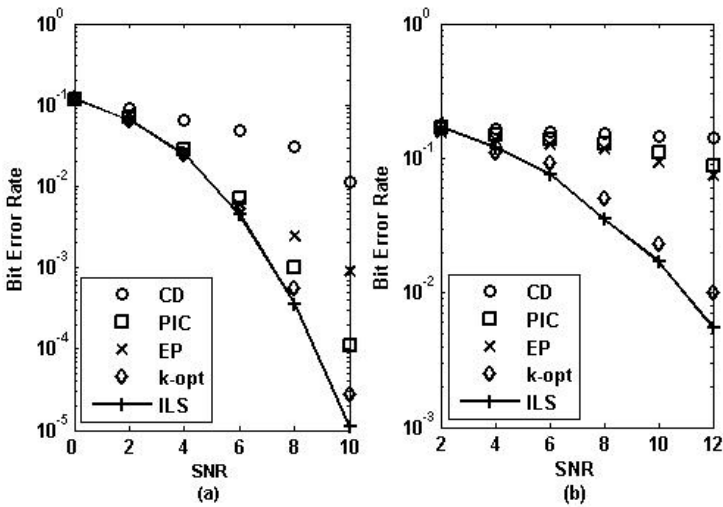 10^0
10^-1
10^-2
10^-3
10^-4
10^-5
Bit Error Rate
0 2 4 6 8 10
SNR
(a)
CD
PIC
EP
k-opt
ILS
10^0
10^-1
10^-2
10^-3
Bit Error Rate
2 4 6 8 10 12
SNR
(b)
CD
PIC
EP
k-opt
ILS